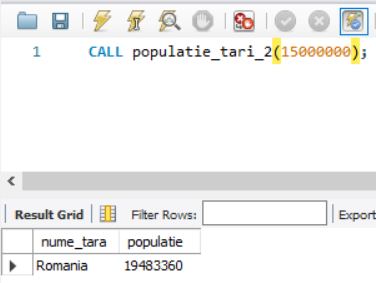 1 CALL populatie_tari_2(15000000);
Result Grid Filter Rows: Export
nume_tara populatie
Romania 19483360